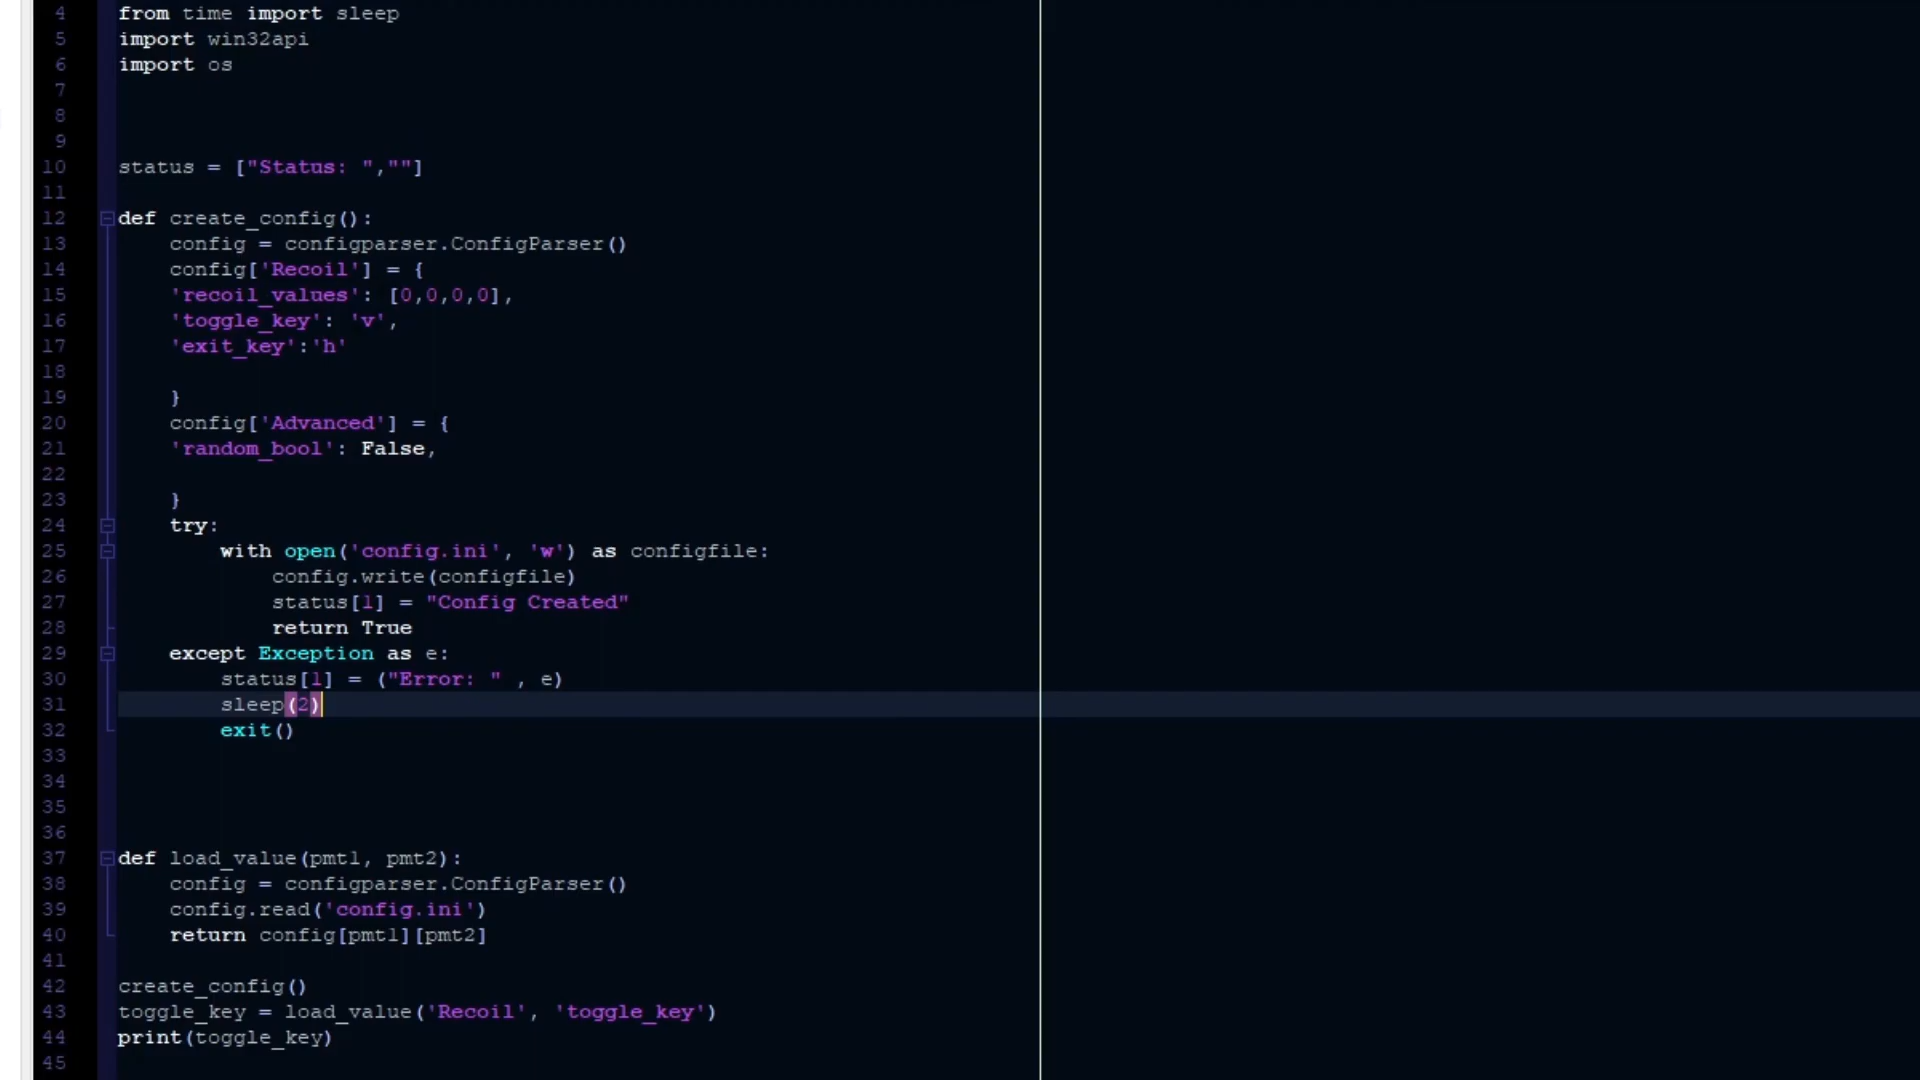 4 from time import sleep
5 import win32api
6 import os
7
8
9
10 status = ["Status: ",""]
11
12 def create_config():
13     config = configparser.ConfigParser()
14     config['Recoil'] = {
15     'recoil_values': [0,0,0,0],
16     'toggle_key': 'v',
17     'exit_key':'h'
18
19     }
20     config['Advanced'] = {
21     'random_bool': False,
22
23     }
24     try:
25         with open('config.ini', 'w') as configfile:
26             config.write(configfile)
27             status[1] = "Config Created"
28             return True
29     except Exception as e:
30         status[1] = ("Error: " , e)
31         sleep(2)
32         exit()
33
34
35
36
37 def load_value(pmt1, pmt2):
38     config = configparser.ConfigParser()
39     config.read('config.ini')
40     return config[pmt1][pmt2]
41
42 create_config()
43 toggle_key = load_value('Recoil', 'toggle_key')
44 print(toggle_key)
45